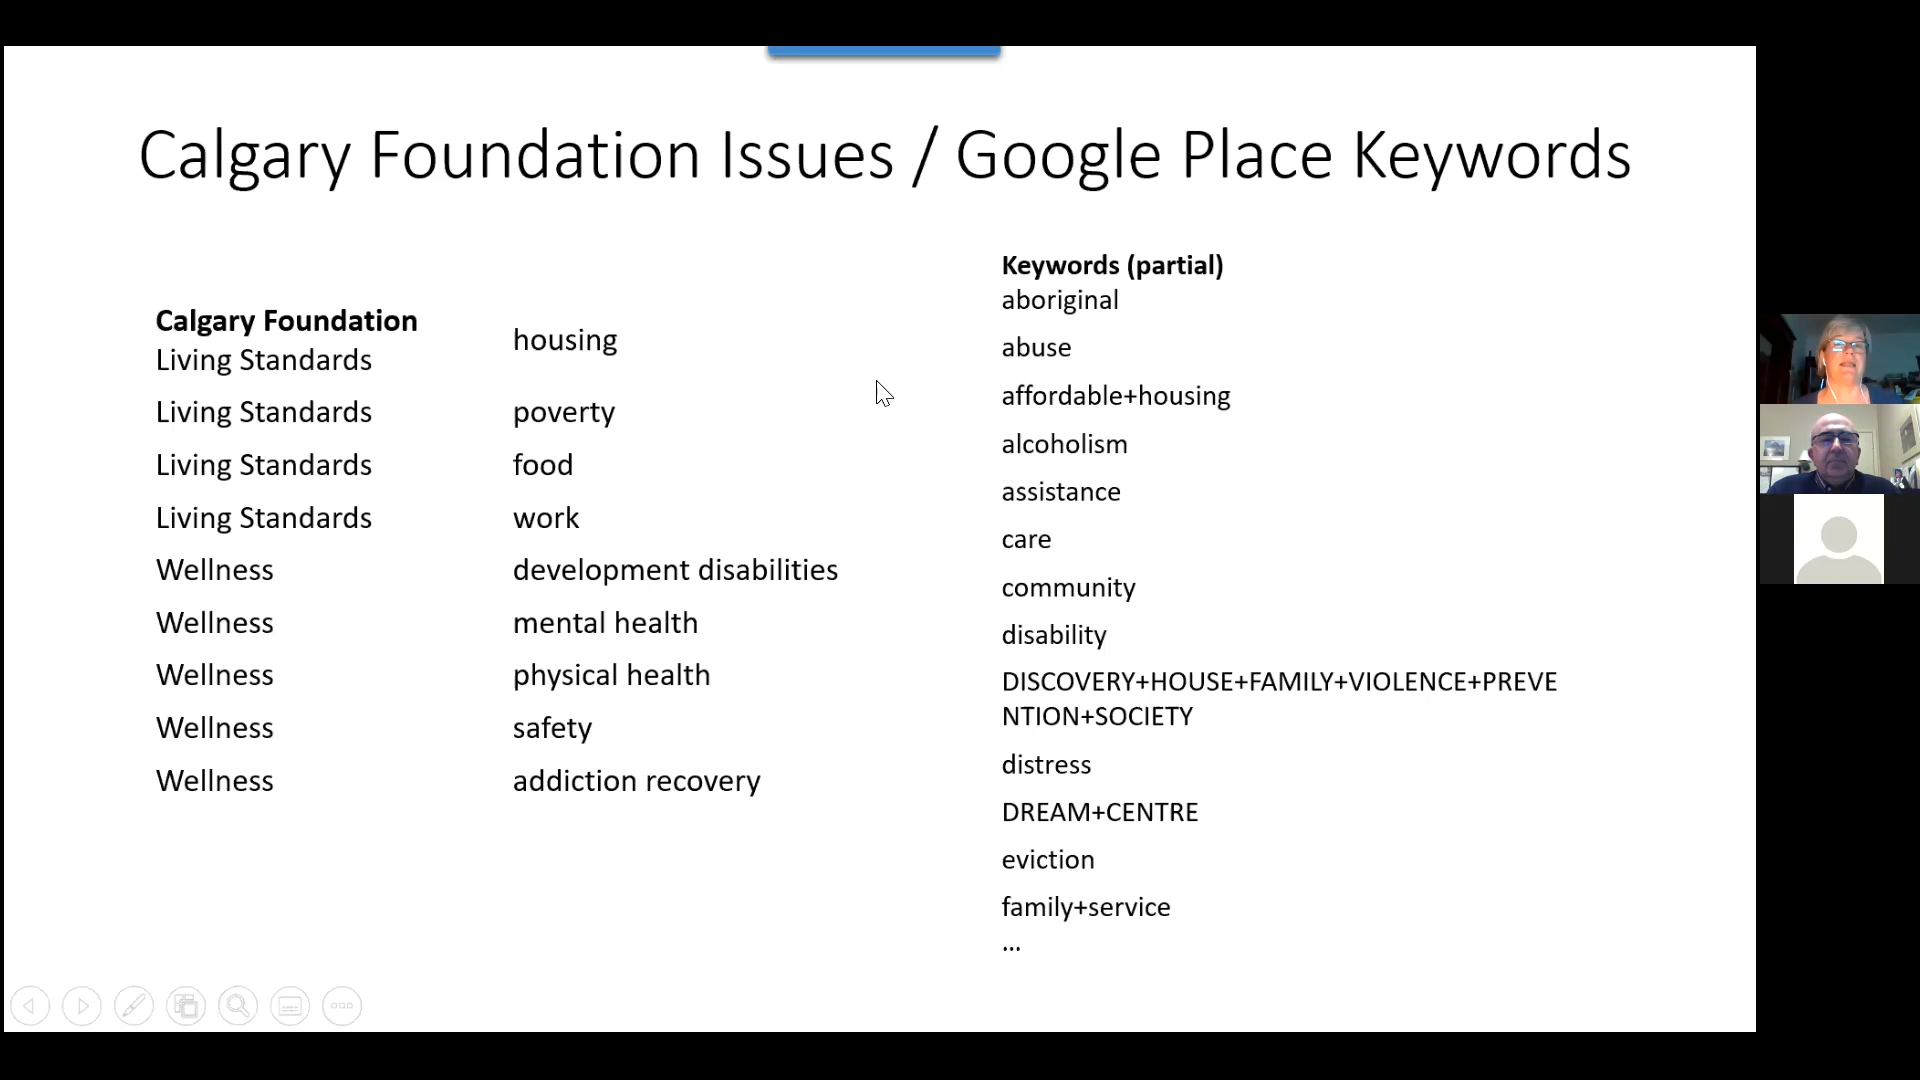 Calgary Foundation Issues / Google Place Keywords
Calgary Foundation
Living Standards housing
Living Standards poverty
Living Standards food
Living Standards work
Wellness development disabilities
Wellness mental health
Wellness physical health
Wellness safety
Wellness addiction recovery
Keywords (partial)
aboriginal
abuse
affordable+housing
alcoholism
assistance
care
community
disability
DISCOVERY+HOUSE+FAMILY+VIOLENCE+PREVE
NTION+SOCIETY
distress
DREAM+CENTRE
eviction
family+service
...